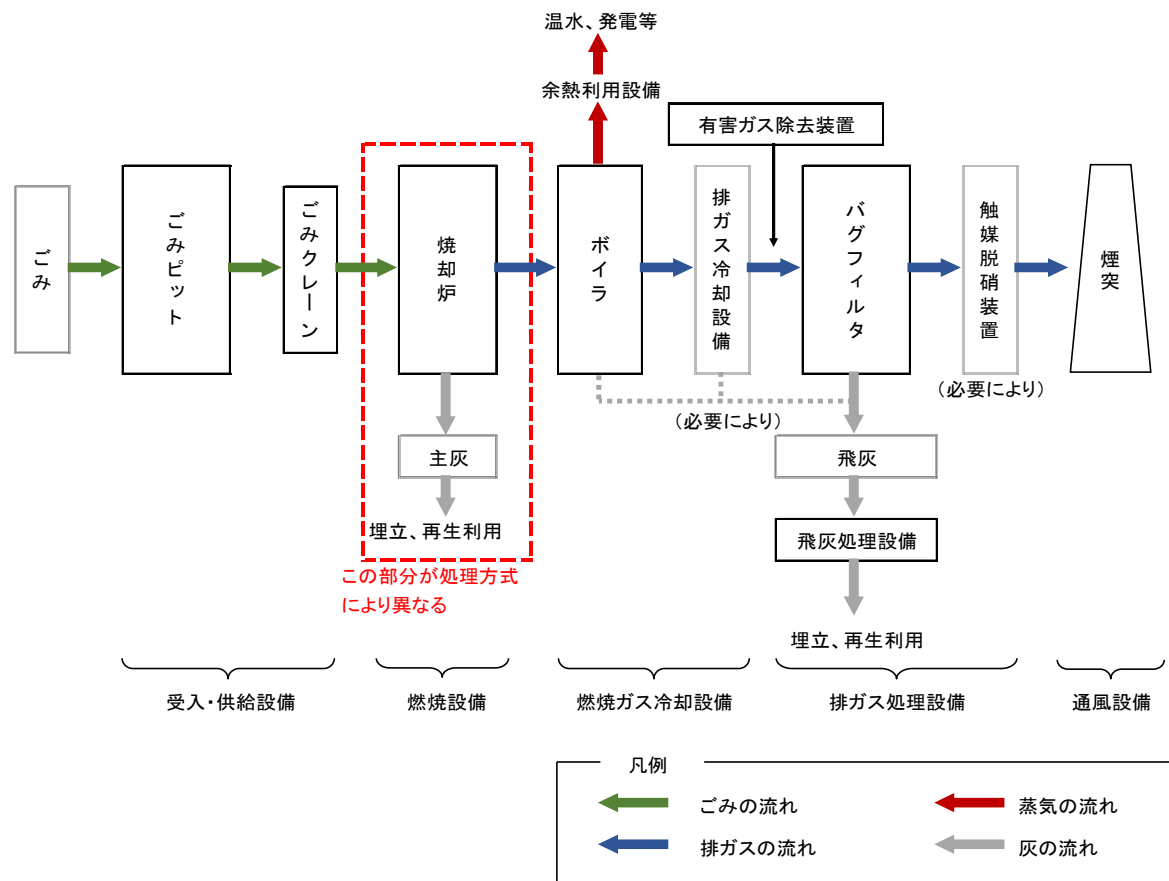 温水、発電等
余熱利用設備
有害ガス除去装置
ごみ
ごみピット
ごみクレーン
焼却炉
ボイラ
排ガス冷却設備
バグフィルタ
触媒脱硝装置
煙突
(必要により)
(必要により)
主灰
飛灰
埋立、再生利用
飛灰処理設備
この部分が処理方式
により異なる
埋立、再生利用
受入・供給設備
燃焼設備
燃焼ガス冷却設備
排ガス処理設備
通風設備
凡例
ごみの流れ
蒸気の流れ
排ガスの流れ
灰の流れ